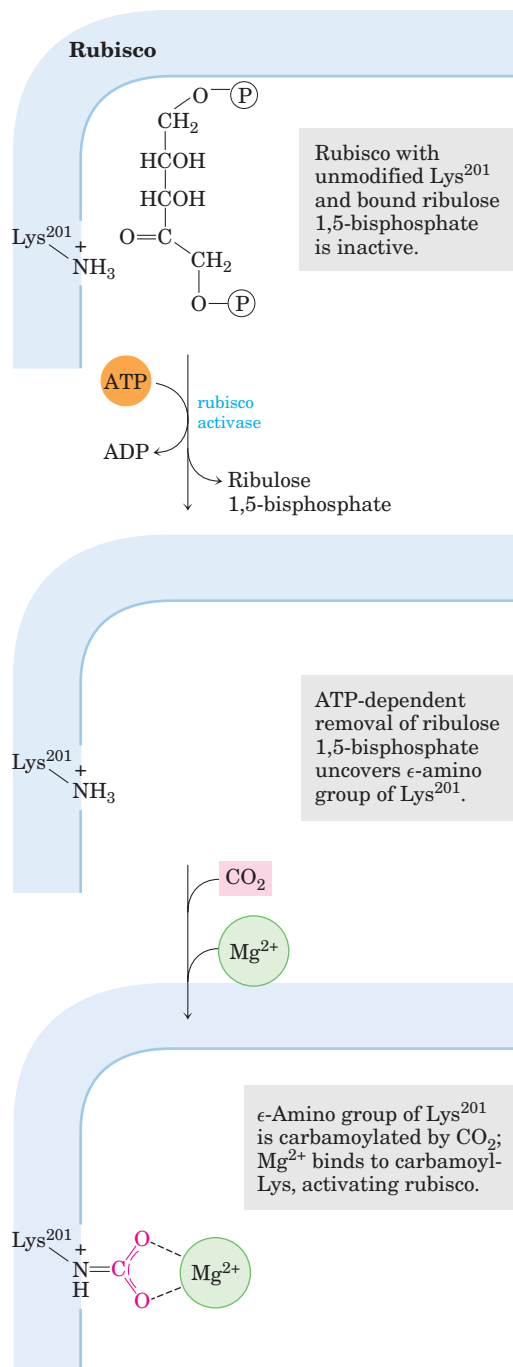 Rubisco
O—P
CH₂
HCOH
HCOH
O=C
CH₂
O—P
Lys²⁰¹
+
NH₃
Rubisco with
unmodified Lys²⁰¹
and bound ribulose
1,5-bisphosphate
is inactive.
ATP
rubisco
activase
ADP
Ribulose
1,5-bisphosphate
Lys²⁰¹
+
NH₃
ATP-dependent
removal of ribulose
1,5-bisphosphate
uncovers ϵ-amino
group of Lys²⁰¹.
CO₂
Mg²⁺
ϵ-Amino group of Lys²⁰¹
is carbamoylated by CO₂;
Mg²⁺ binds to carbamoyl-
Lys, activating rubisco.
Lys²⁰¹
+
O
N=C
H
O
Mg²⁺